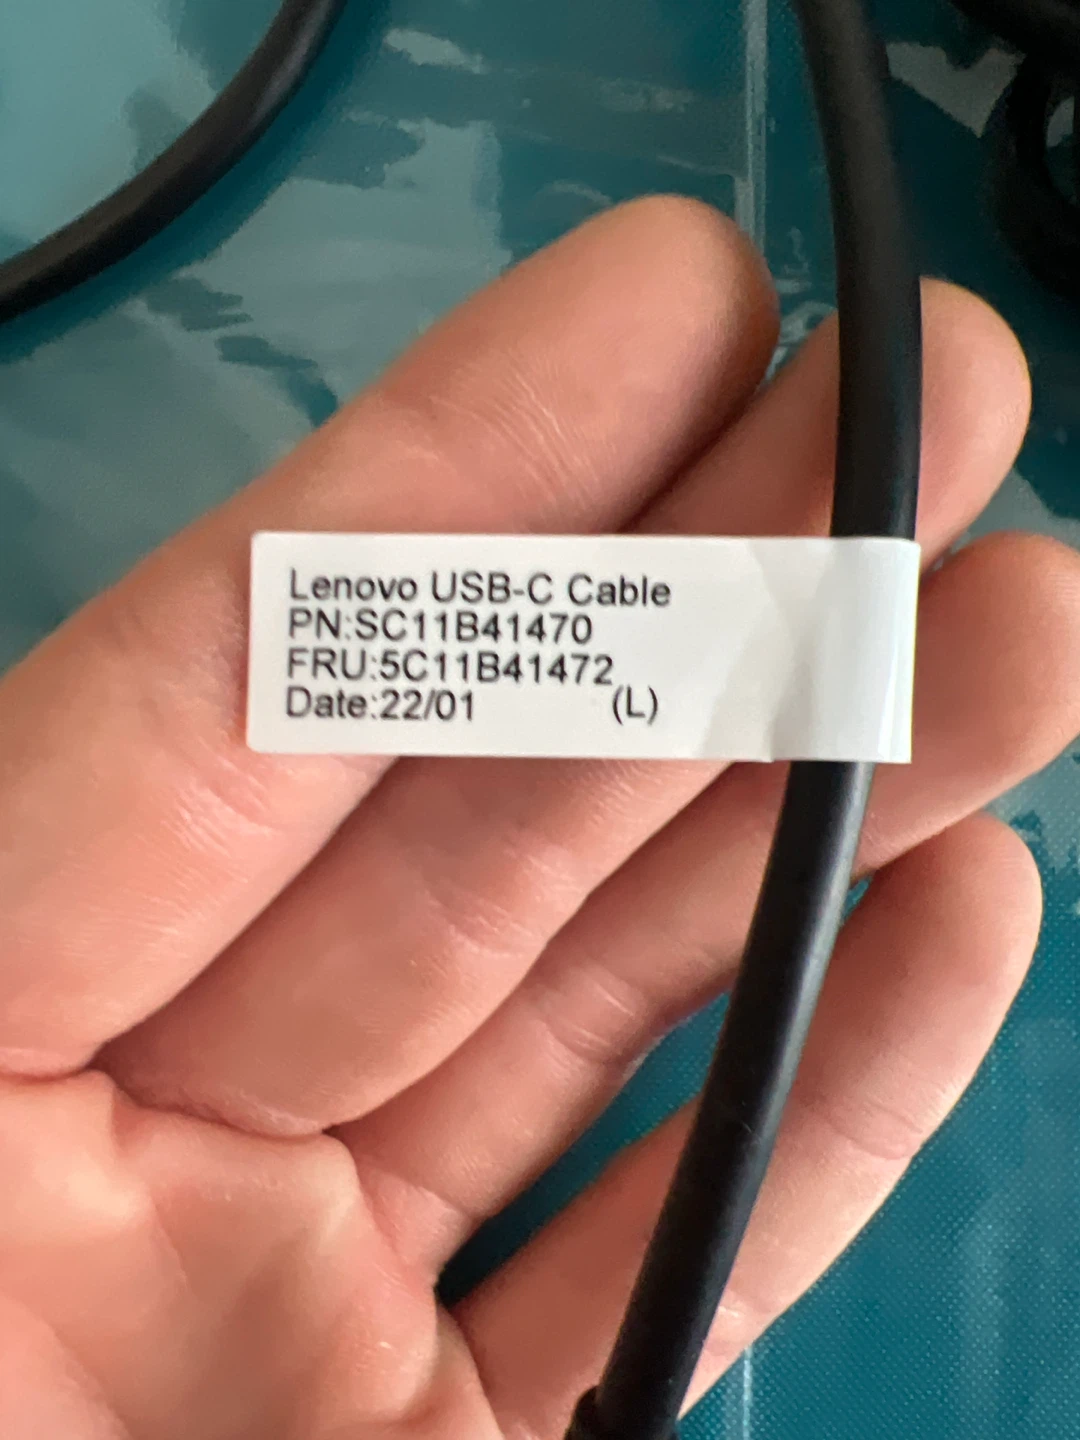 Lenovo USB-C Cable
PN:SC11B41470
FRU:5C11B41472
Date:22/01 (L)